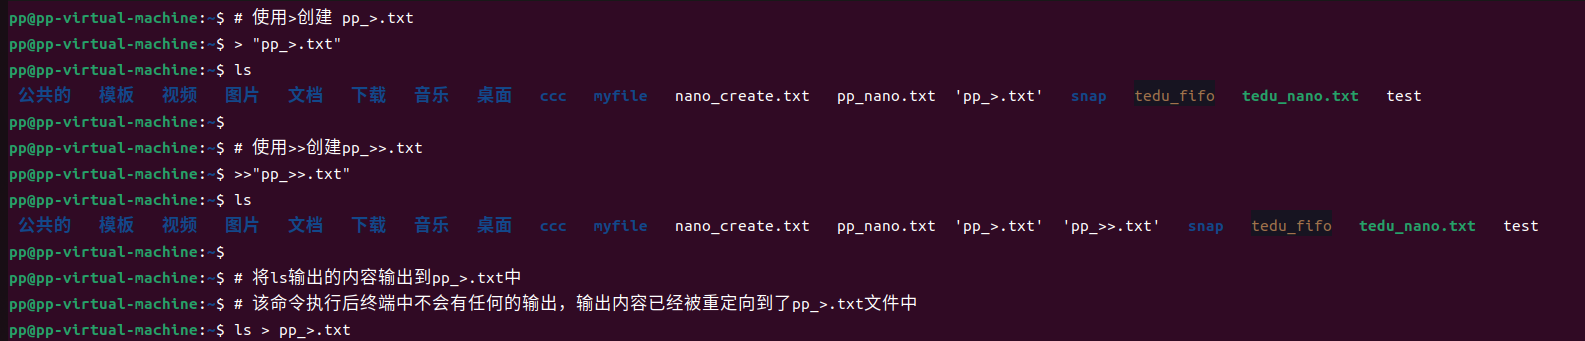 pp@pp-virtual-machine:~$ # 使用>创建 pp_>.txt
pp@pp-virtual-machine:~$ > "pp_>.txt"
pp@pp-virtual-machine:~$ ls
公共的 模板 视频 图片 文档 下载 音乐 桌面 ccc myfile nano_create.txt pp_nano.txt 'pp_>.txt' snap tedu_fifo tedu_nano.txt test
pp@pp-virtual-machine:~$
pp@pp-virtual-machine:~$ # 使用>>创建pp_>>.txt
pp@pp-virtual-machine:~$ >>"pp_>>.txt"
pp@pp-virtual-machine:~$ ls
公共的 模板 视频 图片 文档 下载 音乐 桌面 ccc myfile nano_create.txt pp_nano.txt 'pp_>.txt' 'pp_>>.txt' snap tedu_fifo tedu_nano.txt test
pp@pp-virtual-machine:~$
pp@pp-virtual-machine:~$ # 将ls输出的内容输出到pp_>.txt中
pp@pp-virtual-machine:~$ # 该命令执行后终端中不会有任何的输出，输出内容已经被重定向到了pp_>.txt文件中
pp@pp-virtual-machine:~$ ls > pp_>.txt